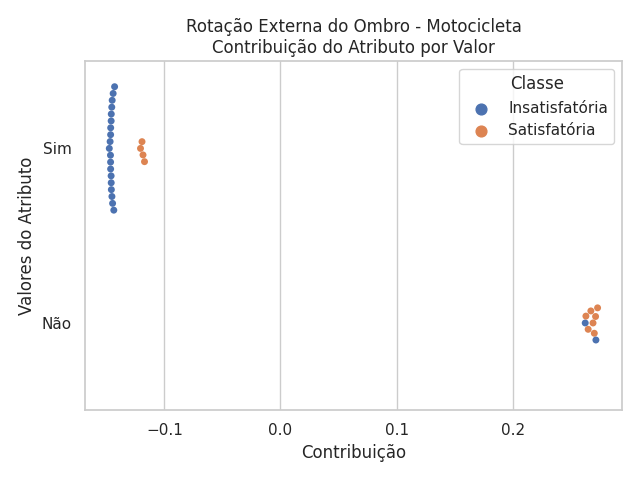 Rotação Externa do Ombro - Motocicleta
Contribuição do Atributo por Valor
Classe
Insatisfatória
Satisfatória
Valores do Atributo
Sim
Não
−0.1 0.0 0.1 0.2
Contribuição